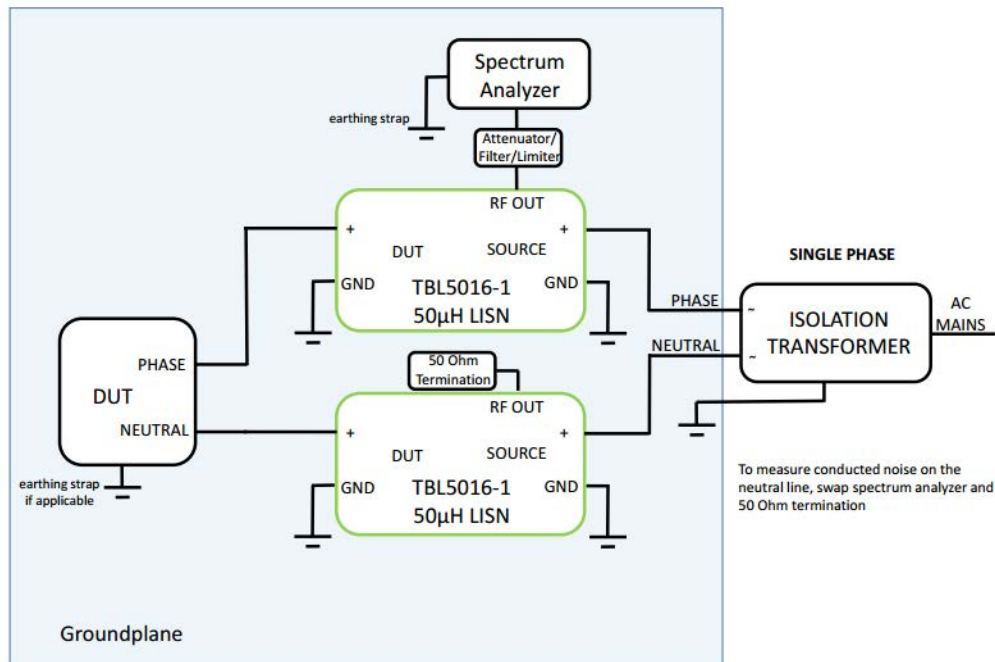 Spectrum
Analyzer
earthing strap
Attenuator/
Filter/Limiter
RF OUT
+
+
DUT
SOURCE
GND
GND
TBL5016-1
50µH LISN
SINGLE PHASE
PHASE
~
ISOLATION
TRANSFORMER
AC
MAINS
NEUTRAL
~
PHASE
DUT
NEUTRAL
earthing strap
if applicable
50 Ohm
Termination
RF OUT
+
+
DUT
SOURCE
GND
GND
TBL5016-1
50µH LISN
To measure conducted noise on the
neutral line, swap spectrum analyzer and
50 Ohm termination
Groundplane